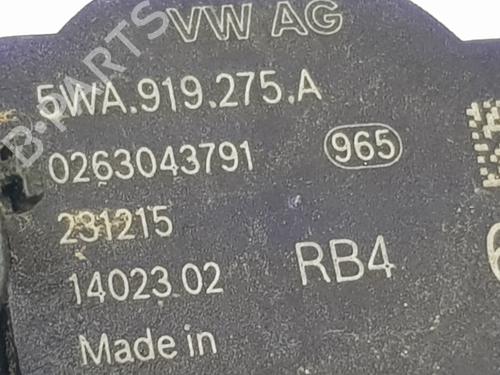 VW AG
5WA.919.275.A
0263043791
965
231215
14023.02
RB4
Made in
B-PARTS